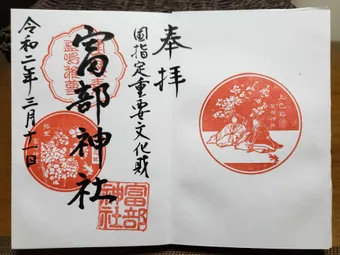 奉拝
国指定重要文化財
富部神社
令和二年三月十一日
富部
神社